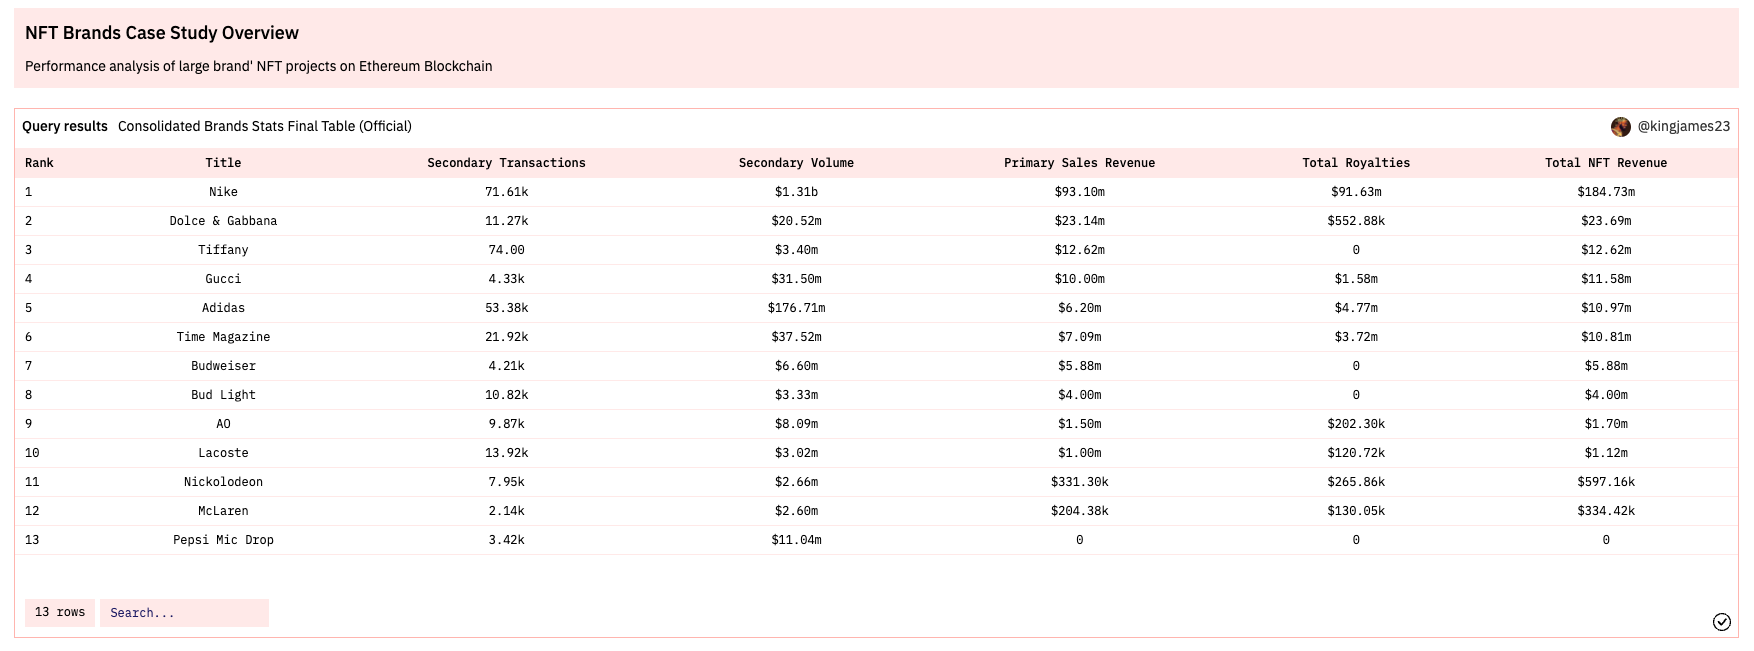 NFT Brands Case Study Overview
Performance analysis of large brand' NFT projects on Ethereum Blockchain
Query results Consolidated Brands Stats Final Table (Official) @kingjames23
Rank Title Secondary Transactions Secondary Volume Primary Sales Revenue Total Royalties Total NFT Revenue
1 Nike 71.61k $1.31b $93.10m $91.63m $184.73m
2 Dolce & Gabbana 11.27k $20.52m $23.14m $552.88k $23.69m
3 Tiffany 74.00 $3.40m $12.62m 0 $12.62m
4 Gucci 4.33k $31.50m $10.00m $1.58m $11.58m
5 Adidas 53.38k $176.71m $6.20m $4.77m $10.97m
6 Time Magazine 21.92k $37.52m $7.09m $3.72m $10.81m
7 Budweiser 4.21k $6.60m $5.88m 0 $5.88m
8 Bud Light 10.82k $3.33m $4.00m 0 $4.00m
9 AO 9.87k $8.09m $1.50m $202.30k $1.70m
10 Lacoste 13.92k $3.02m $1.00m $120.72k $1.12m
11 Nickolodeon 7.95k $2.66m $331.30k $265.86k $597.16k
12 McLaren 2.14k $2.60m $204.38k $130.05k $334.42k
13 Pepsi Mic Drop 3.42k $11.04m 0 0 0
13 rows Search...